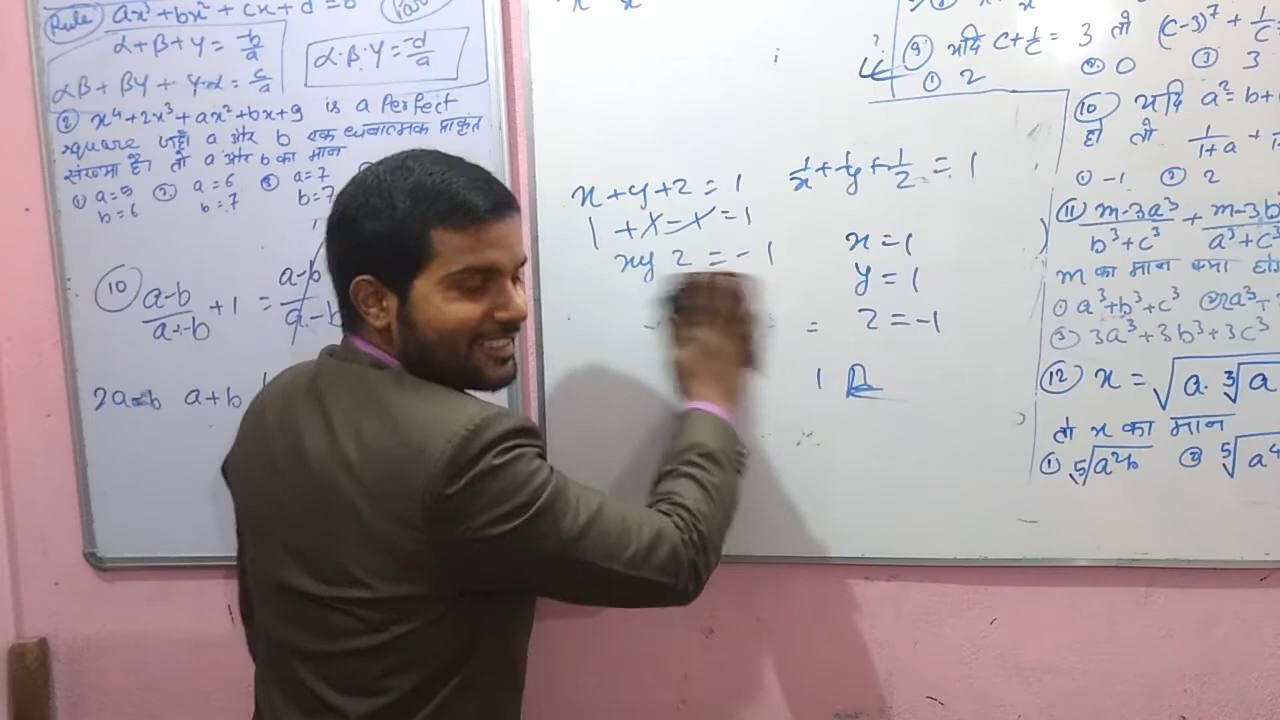 Rule ax³ + bx² + cx + d = 0
α+β+γ = -b/a
α·β·γ = -d/a
αβ + βγ + γα = c/a
② x⁴+2x³+ax²+bx+9 is a Perfect
square जहाँ a और b एक धनात्मक प्राकृत
संख्या है। तो a और b का मान
① a=5 ② a=6 ③ a=7
b=6 b=7 b=7
⑩ a-b / a-b + 1 = a-b / a-b
2a-b a+b
x+y+z = 1 1/x + 1/y + 1/z = 1
1 + x - x = 1
xyz = -1
x = 1
y = 1
= z = -1
1
⑨ यदि c+1/c = 3 तो (c-3)⁷ + 1/c
① 2 ② 0 ③ 3
⑩ यदि a² = b+
हो तो 1/1+a +
① -1 ② 2
⑪ m-3a³ / b³+c³ + m-3b / a³+c³
m का मान क्या
① a³+b³+c³ ② 2a³+
③ 3a³+3b³+3c³
⑫ x = √a·³√a
तो x का मान
① ⁵√a²b ② ⁵√a⁴